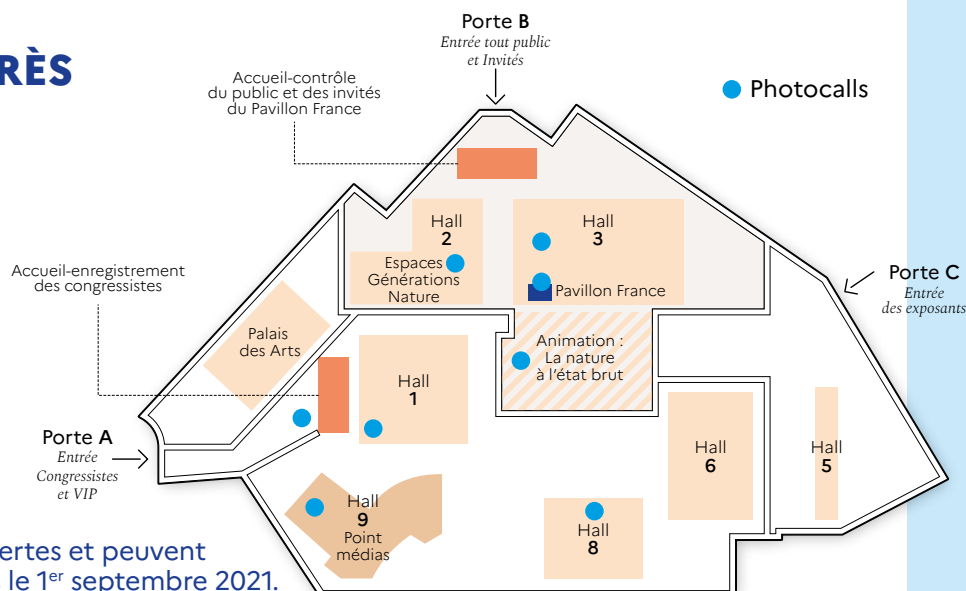 RÈS
Porte B
Entrée tout public
et Invités
Accueil-contrôle
du public et des invités
du Pavillon France
Photocalls
Hall
2
Espaces
Générations
Nature
Hall
3
Pavillon France
Accueil-enregistrement
des congressistes
Porte C
Entrée
des exposants
Palais
des Arts
Animation :
La nature
à l'état brut
Hall
1
Porte A
Entrée
Congressistes
et VIP
Hall
6
Hall
5
Hall
9
Point
médias
Hall
8
ertes et peuvent
le 1er septembre 2021.